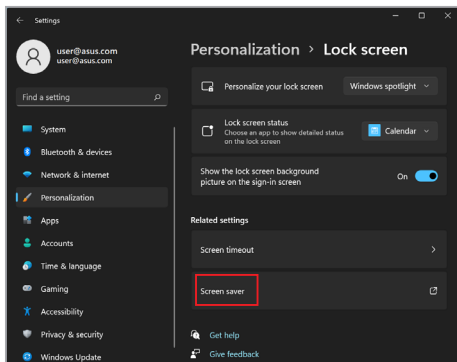 Settings
user@asus.com
user@asus.com
Find a setting
System
Bluetooth & devices
Network & internet
Personalization
Apps
Accounts
Time & language
Gaming
Accessibility
Privacy & security
Windows Update
Personalization > Lock screen
Personalize your lock screen
Windows spotlight
Lock screen status
Choose an app to show detailed status
on the lock screen
Calendar
Show the lock screen background
picture on the sign-in screen
On
Related settings
Screen timeout
Screen saver
Get help
Give feedback